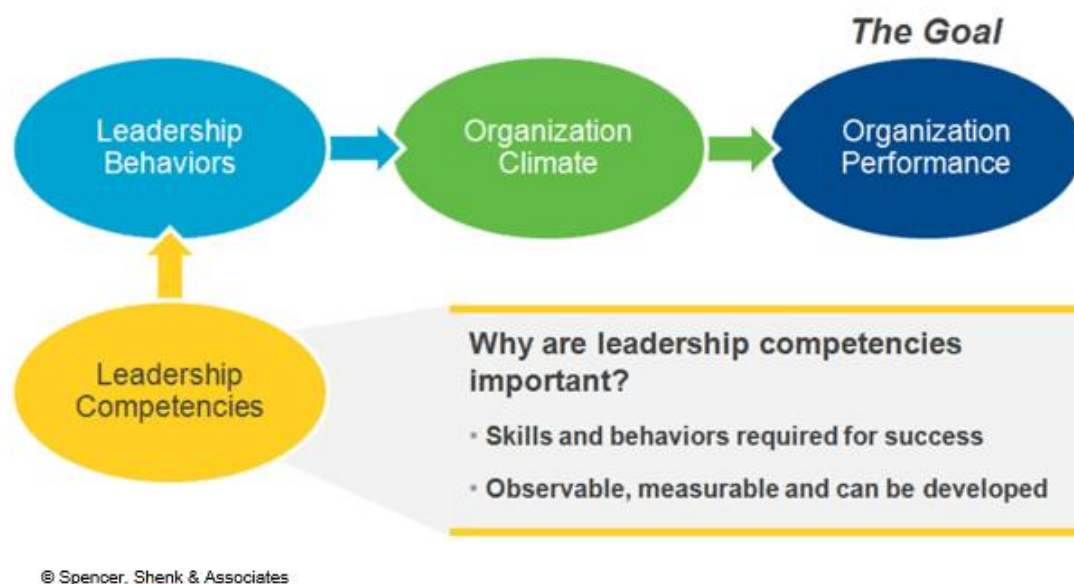 The Goal
Leadership
Behaviors
Organization
Climate
Organization
Performance
Leadership
Competencies
Why are leadership competencies
important?
• Skills and behaviors required for success
• Observable, measurable and can be developed
© Spencer, Shenk & Associates